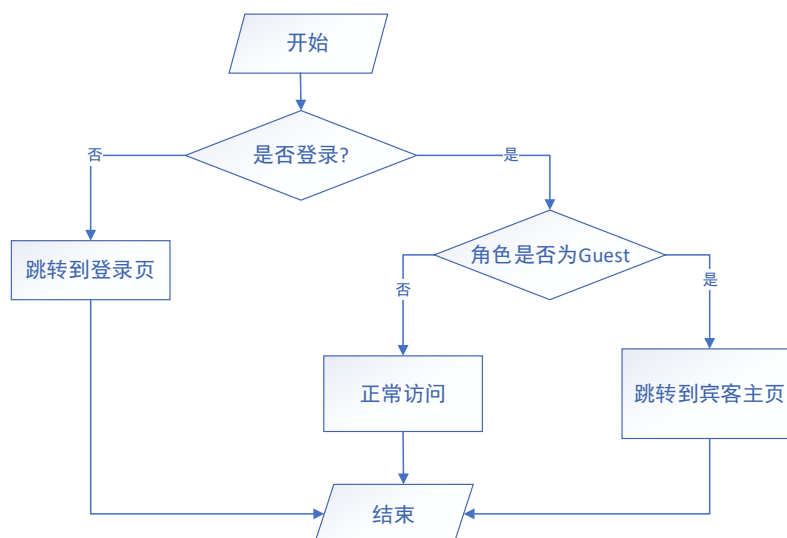 开始
是否登录?
否
是
跳转到登录页
角色是否为Guest
否
是
正常访问
跳转到宾客主页
结束